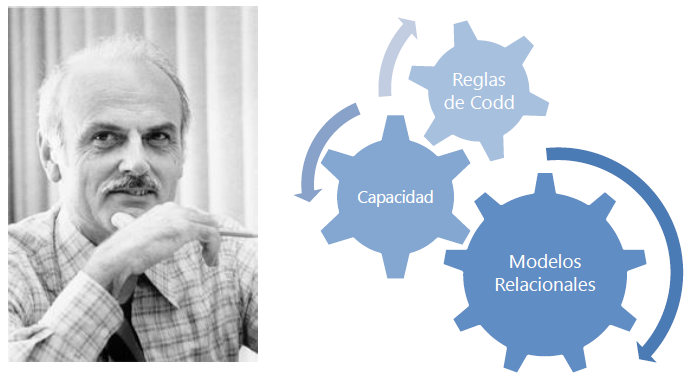 Reglas
de Codd
Capacidad
Modelos
Relacionales